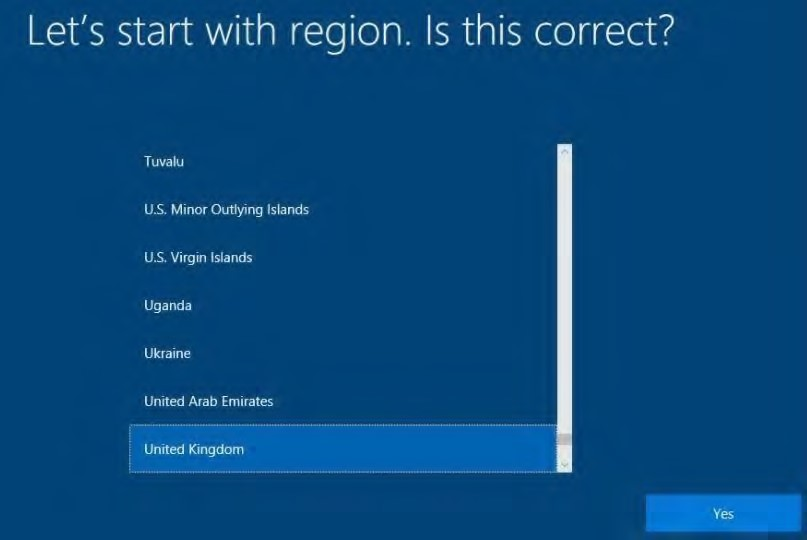 Let's start with region. Is this correct?
Tuvalu
U.S. Minor Outlying Islands
U.S. Virgin Islands
Uganda
Ukraine
United Arab Emirates
United Kingdom
Yes